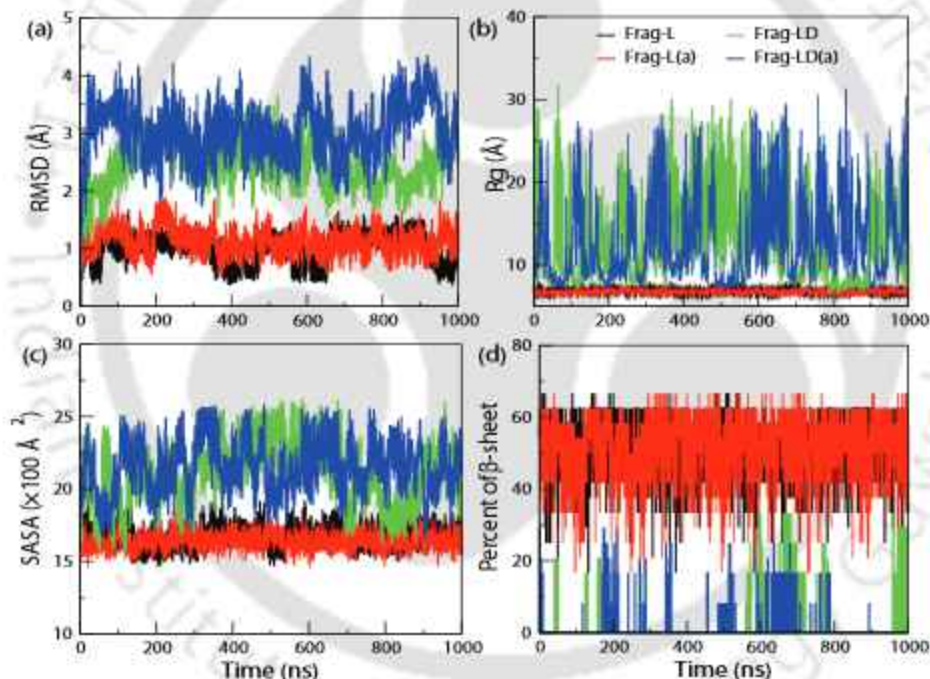 (a)
5
4
3
2
1
0
RMSD (Å)
0 200 400 600 800 1000
(b)
Frag-L Frag-LD
Frag-L(a) Frag-LD(a)
40
30
20
10
Rg (Å)
0 200 400 600 800 1000
(c)
30
25
20
15
10
SASA (×100 Å ²)
0 200 400 600 800 1000
Time (ns)
(d)
80
60
40
20
0
Percent of β-sheet
0 200 400 600 800 1000
Time (ns)